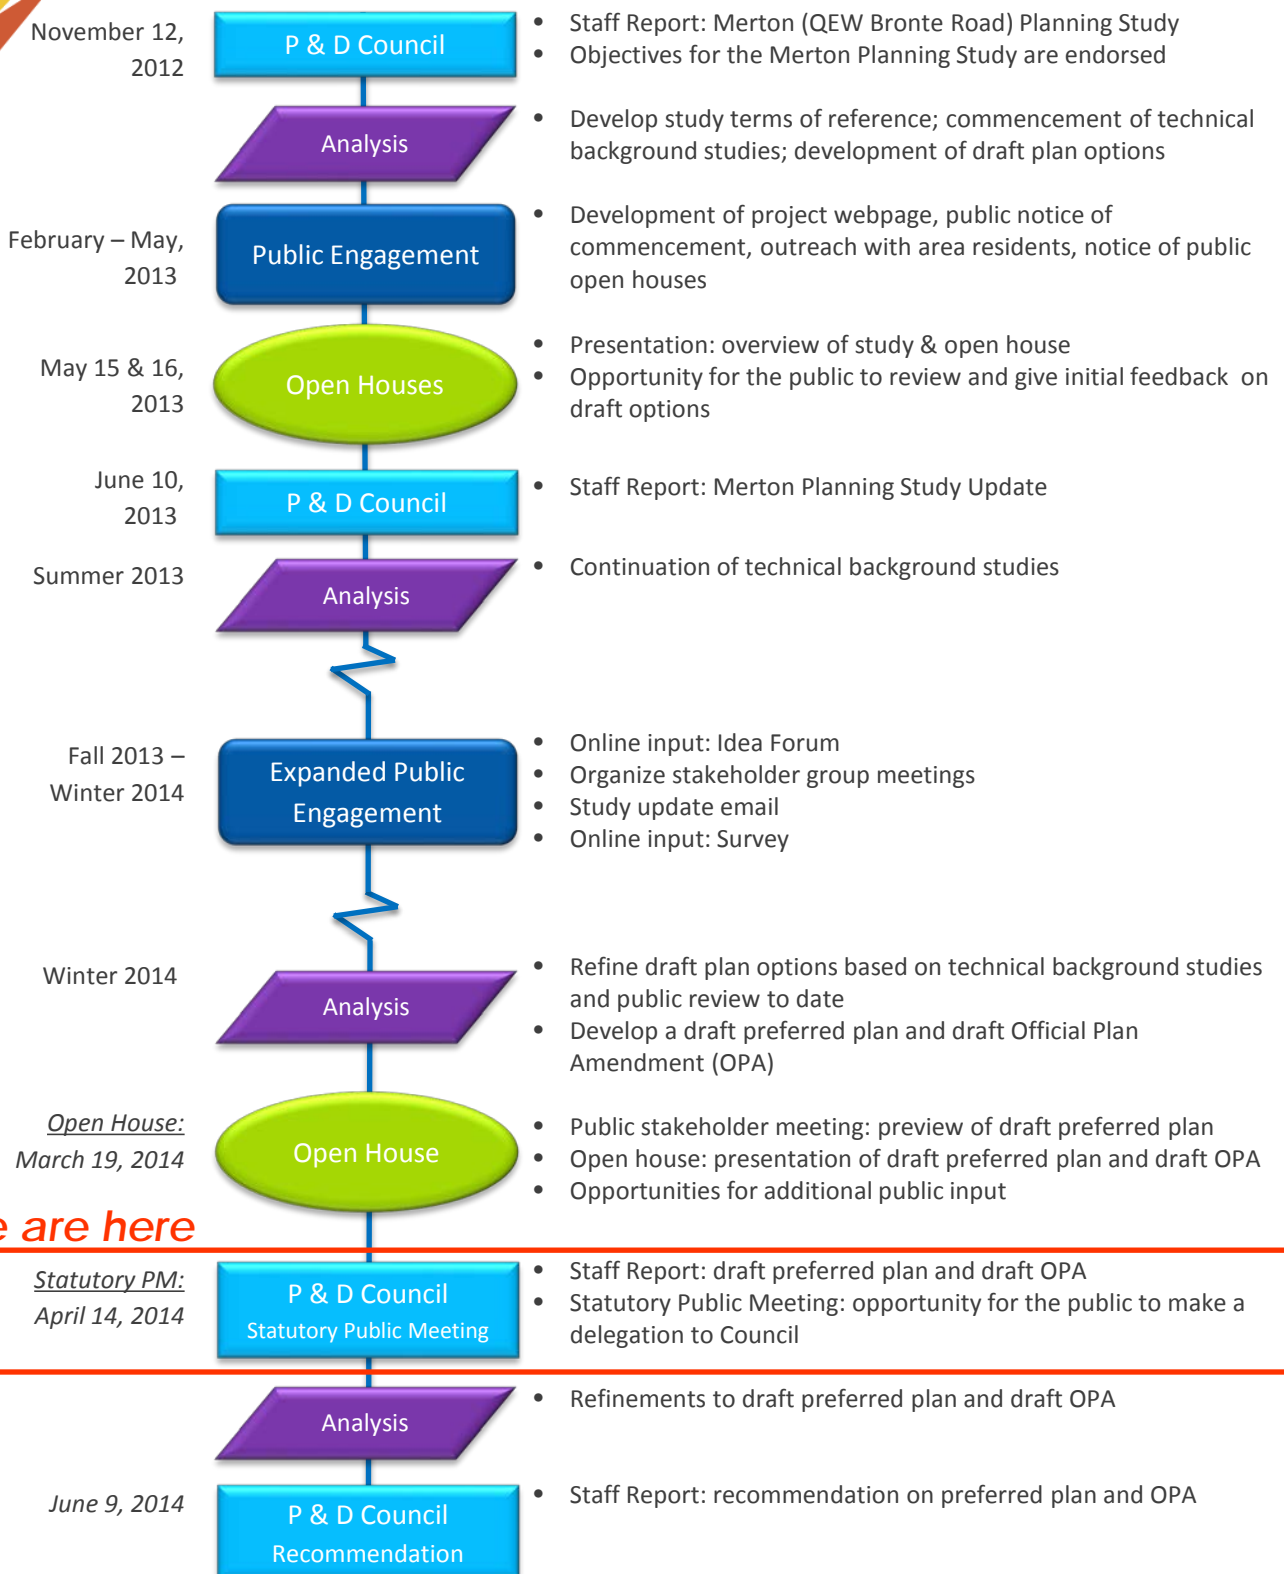 November 12,
2012
P & D Council
• Staff Report: Merton (QEW Bronte Road) Planning Study
• Objectives for the Merton Planning Study are endorsed
Analysis
• Develop study terms of reference; commencement of technical
background studies; development of draft plan options
February – May,
2013
Public Engagement
• Development of project webpage, public notice of
commencement, outreach with area residents, notice of public
open houses
May 15 & 16,
2013
Open Houses
• Presentation: overview of study & open house
• Opportunity for the public to review and give initial feedback on
draft options
June 10,
2013
P & D Council
• Staff Report: Merton Planning Study Update
Summer 2013
Analysis
• Continuation of technical background studies
Fall 2013 –
Winter 2014
Expanded Public
Engagement
• Online input: Idea Forum
• Organize stakeholder group meetings
• Study update email
• Online input: Survey
Winter 2014
Analysis
• Refine draft plan options based on technical background studies
and public review to date
• Develop a draft preferred plan and draft Official Plan
Amendment (OPA)
Open House:
March 19, 2014
Open House
• Public stakeholder meeting: preview of draft preferred plan
• Open house: presentation of draft preferred plan and draft OPA
• Opportunities for additional public input
e are here
Statutory PM:
April 14, 2014
P & D Council
Statutory Public Meeting
• Staff Report: draft preferred plan and draft OPA
• Statutory Public Meeting: opportunity for the public to make a
delegation to Council
Analysis
• Refinements to draft preferred plan and draft OPA
June 9, 2014
P & D Council
Recommendation
• Staff Report: recommendation on preferred plan and OPA